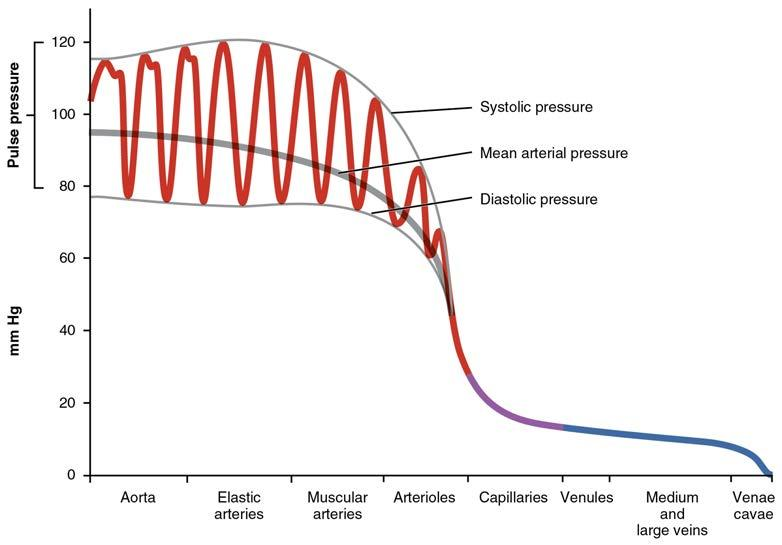 Pulse pressure
mm Hg
120
100
80
60
40
20
0
Systolic pressure
Mean arterial pressure
Diastolic pressure
Aorta
Elastic
arteries
Muscular
arteries
Arterioles
Capillaries
Venules
Medium
and
large veins
Venae
cavae